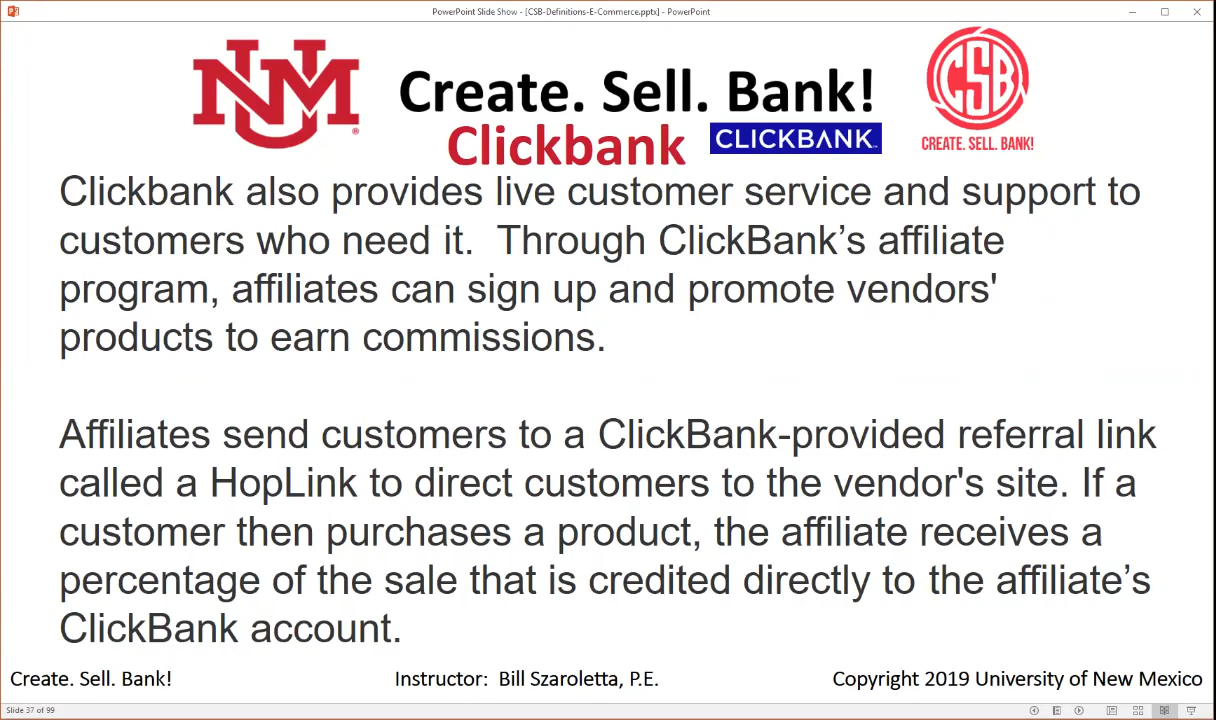 PowerPoint Slide Show - [CSB-Definitions-E-Commerce.pptx] - PowerPoint
UNM ®
Create. Sell. Bank!
CSB
CREATE. SELL. BANK!
Clickbank
CLICKBANK
Clickbank also provides live customer service and support to
customers who need it.  Through ClickBank’s affiliate
program, affiliates can sign up and promote vendors'
products to earn commissions.
Affiliates send customers to a ClickBank-provided referral link
called a HopLink to direct customers to the vendor's site. If a
customer then purchases a product, the affiliate receives a
percentage of the sale that is credited directly to the affiliate’s
ClickBank account.
Create. Sell. Bank!
Instructor:  Bill Szaroletta, P.E.
Copyright 2019 University of New Mexico
Slide 37 of 99